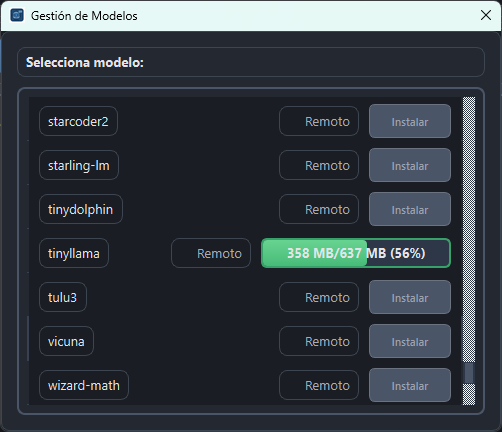 Gestión de Modelos
Selecciona modelo:
starcoder2 Remoto Instalar
starling-lm Remoto Instalar
tinydolphin Remoto Instalar
tinyllama Remoto 358 MB/637 MB (56%)
tulu3 Remoto Instalar
vicuna Remoto Instalar
wizard-math Remoto Instalar